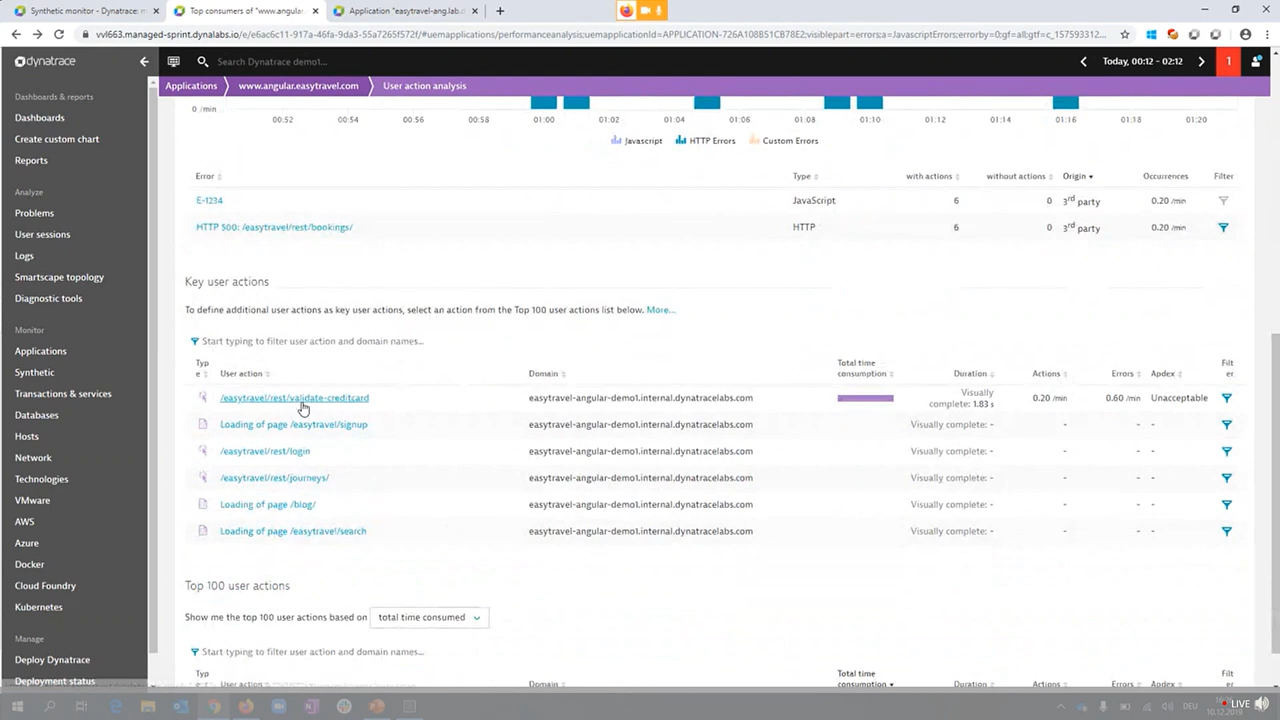 Synthetic monitor - Dynatrace: m × Top consumers of "www.angular × Application "easytravel-ang.lab.d × +
vvl663.managed-sprint.dynalabs.io/e/e6ac6c11-917a-46fa-9da3-55a7265f572f/#uemapplications/performanceanalysis;uemapplicationId=APPLICATION-726A108B51CB78E2;visiblepart=errors;a=JavascriptErrors;errorby=0;gf=all;gtf=c_157593312...
dynatrace
Search Dynatrace demo1...
Today, 00:12 - 02:12
1
Applications
www.angular.easytravel.com
User action analysis
Dashboards & reports
Dashboards
Create custom chart
Reports
Analyze
Problems
User sessions
Logs
Smartscape topology
Diagnostic tools
Monitor
Applications
Synthetic
Transactions & services
Databases
Hosts
Network
Technologies
VMware
AWS
Azure
Docker
Cloud Foundry
Kubernetes
Manage
Deploy Dynatrace
Deployment status
0 /min
00:52 00:54 00:56 00:58 01:00 01:02 01:04 01:06 01:08 01:10 01:12 01:14 01:16 01:18 01:20
Javascript HTTP Errors Custom Errors
Error Type with actions without actions Origin Occurrences Filter
E-1234 JavaScript 6 0 3rd party 0.20 /min
HTTP 500: /easytravel/rest/bookings/ HTTP 6 0 3rd party 0.20 /min
Key user actions
To define additional user actions as key user actions, select an action from the Top 100 user actions list below. More...
Start typing to filter user action and domain names...
Typ
e User action Domain Total time
consumption Duration Actions Errors Apdex Filt
er
/easytravel/rest/validate-creditcard easytravel-angular-demo1.internal.dynatracelabs.com Visually
complete: 1.83 s 0.20 /min 0.60 /min Unacceptable
Loading of page /easytravel/signup easytravel-angular-demo1.internal.dynatracelabs.com Visually complete: - - - -
/easytravel/rest/login easytravel-angular-demo1.internal.dynatracelabs.com Visually complete: - - - -
/easytravel/rest/journeys/ easytravel-angular-demo1.internal.dynatracelabs.com Visually complete: - - - -
Loading of page /blog/ easytravel-angular-demo1.internal.dynatracelabs.com Visually complete: - - - -
Loading of page /easytravel/search easytravel-angular-demo1.internal.dynatracelabs.com Visually complete: - - - -
Top 100 user actions
Show me the top 100 user actions based on total time consumed
Start typing to filter user action and domain names...
Typ
e User action Domain Total time
consumption Duration Actions Errors Apdex Filt
er
DEU
LIVE
10.12.2019